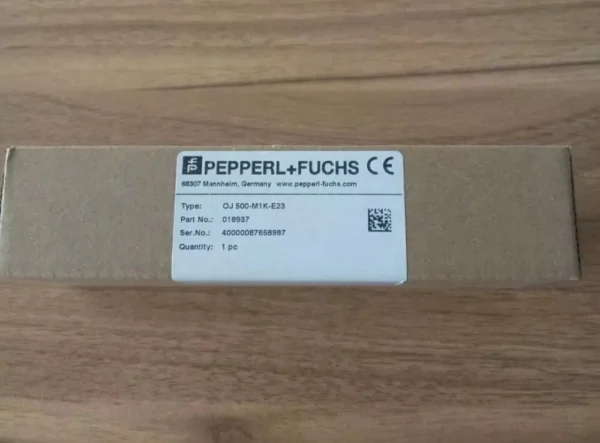 PEPPERL+FUCHS CE
68307 Mannheim, Germany www.pepperl-fuchs.com
Type: OJ 500-M1K-E23
Part No.: 018937
Ser.No.: 40000087658987
Quantity: 1 pc